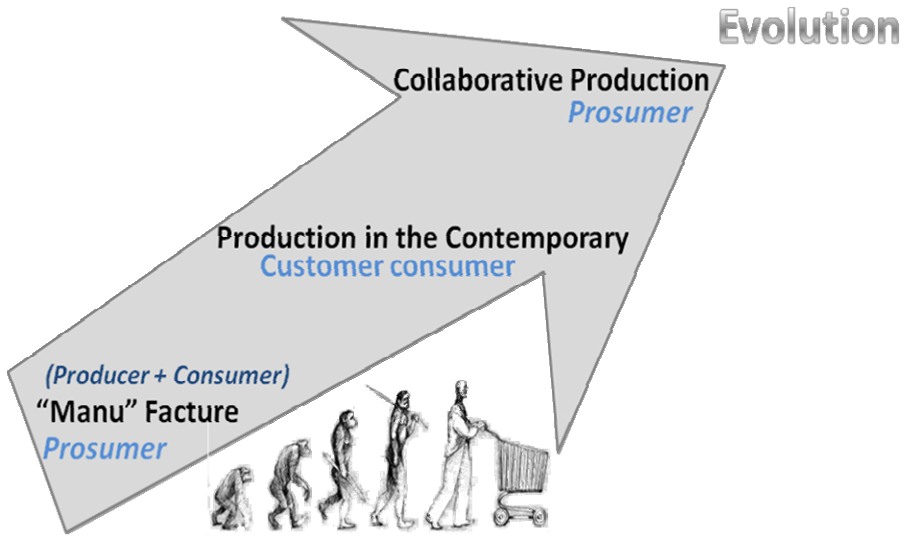 Evolution
Collaborative Production
Prosumer
Production in the Contemporary
Customer consumer
(Producer + Consumer)
“Manu” Facture
Prosumer